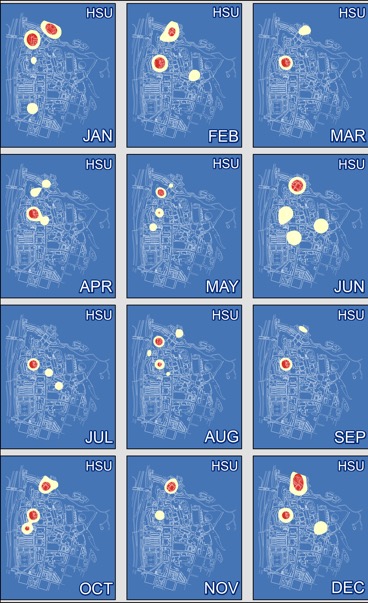 HSU
JAN
HSU
FEB
HSU
MAR
HSU
APR
HSU
MAY
HSU
JUN
HSU
JUL
HSU
AUG
HSU
SEP
HSU
OCT
HSU
NOV
HSU
DEC